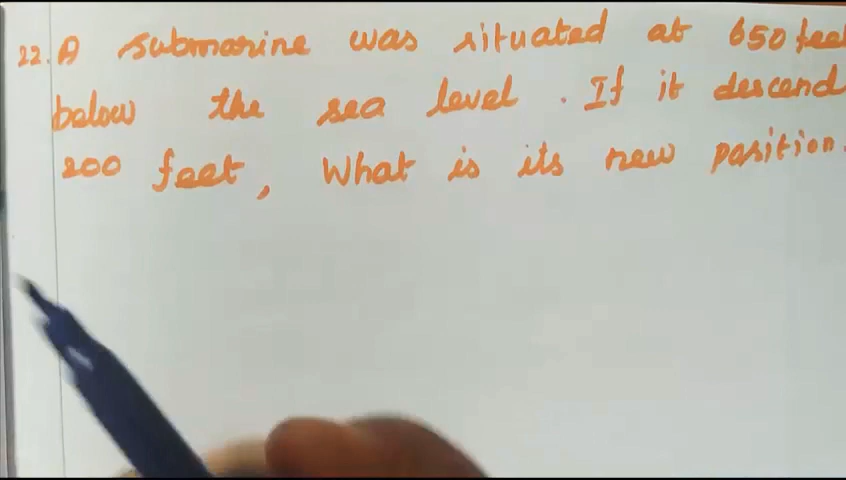 22. A submarine was situated at 650 feet
below the sea level. If it descend
200 feet, What is its new position.